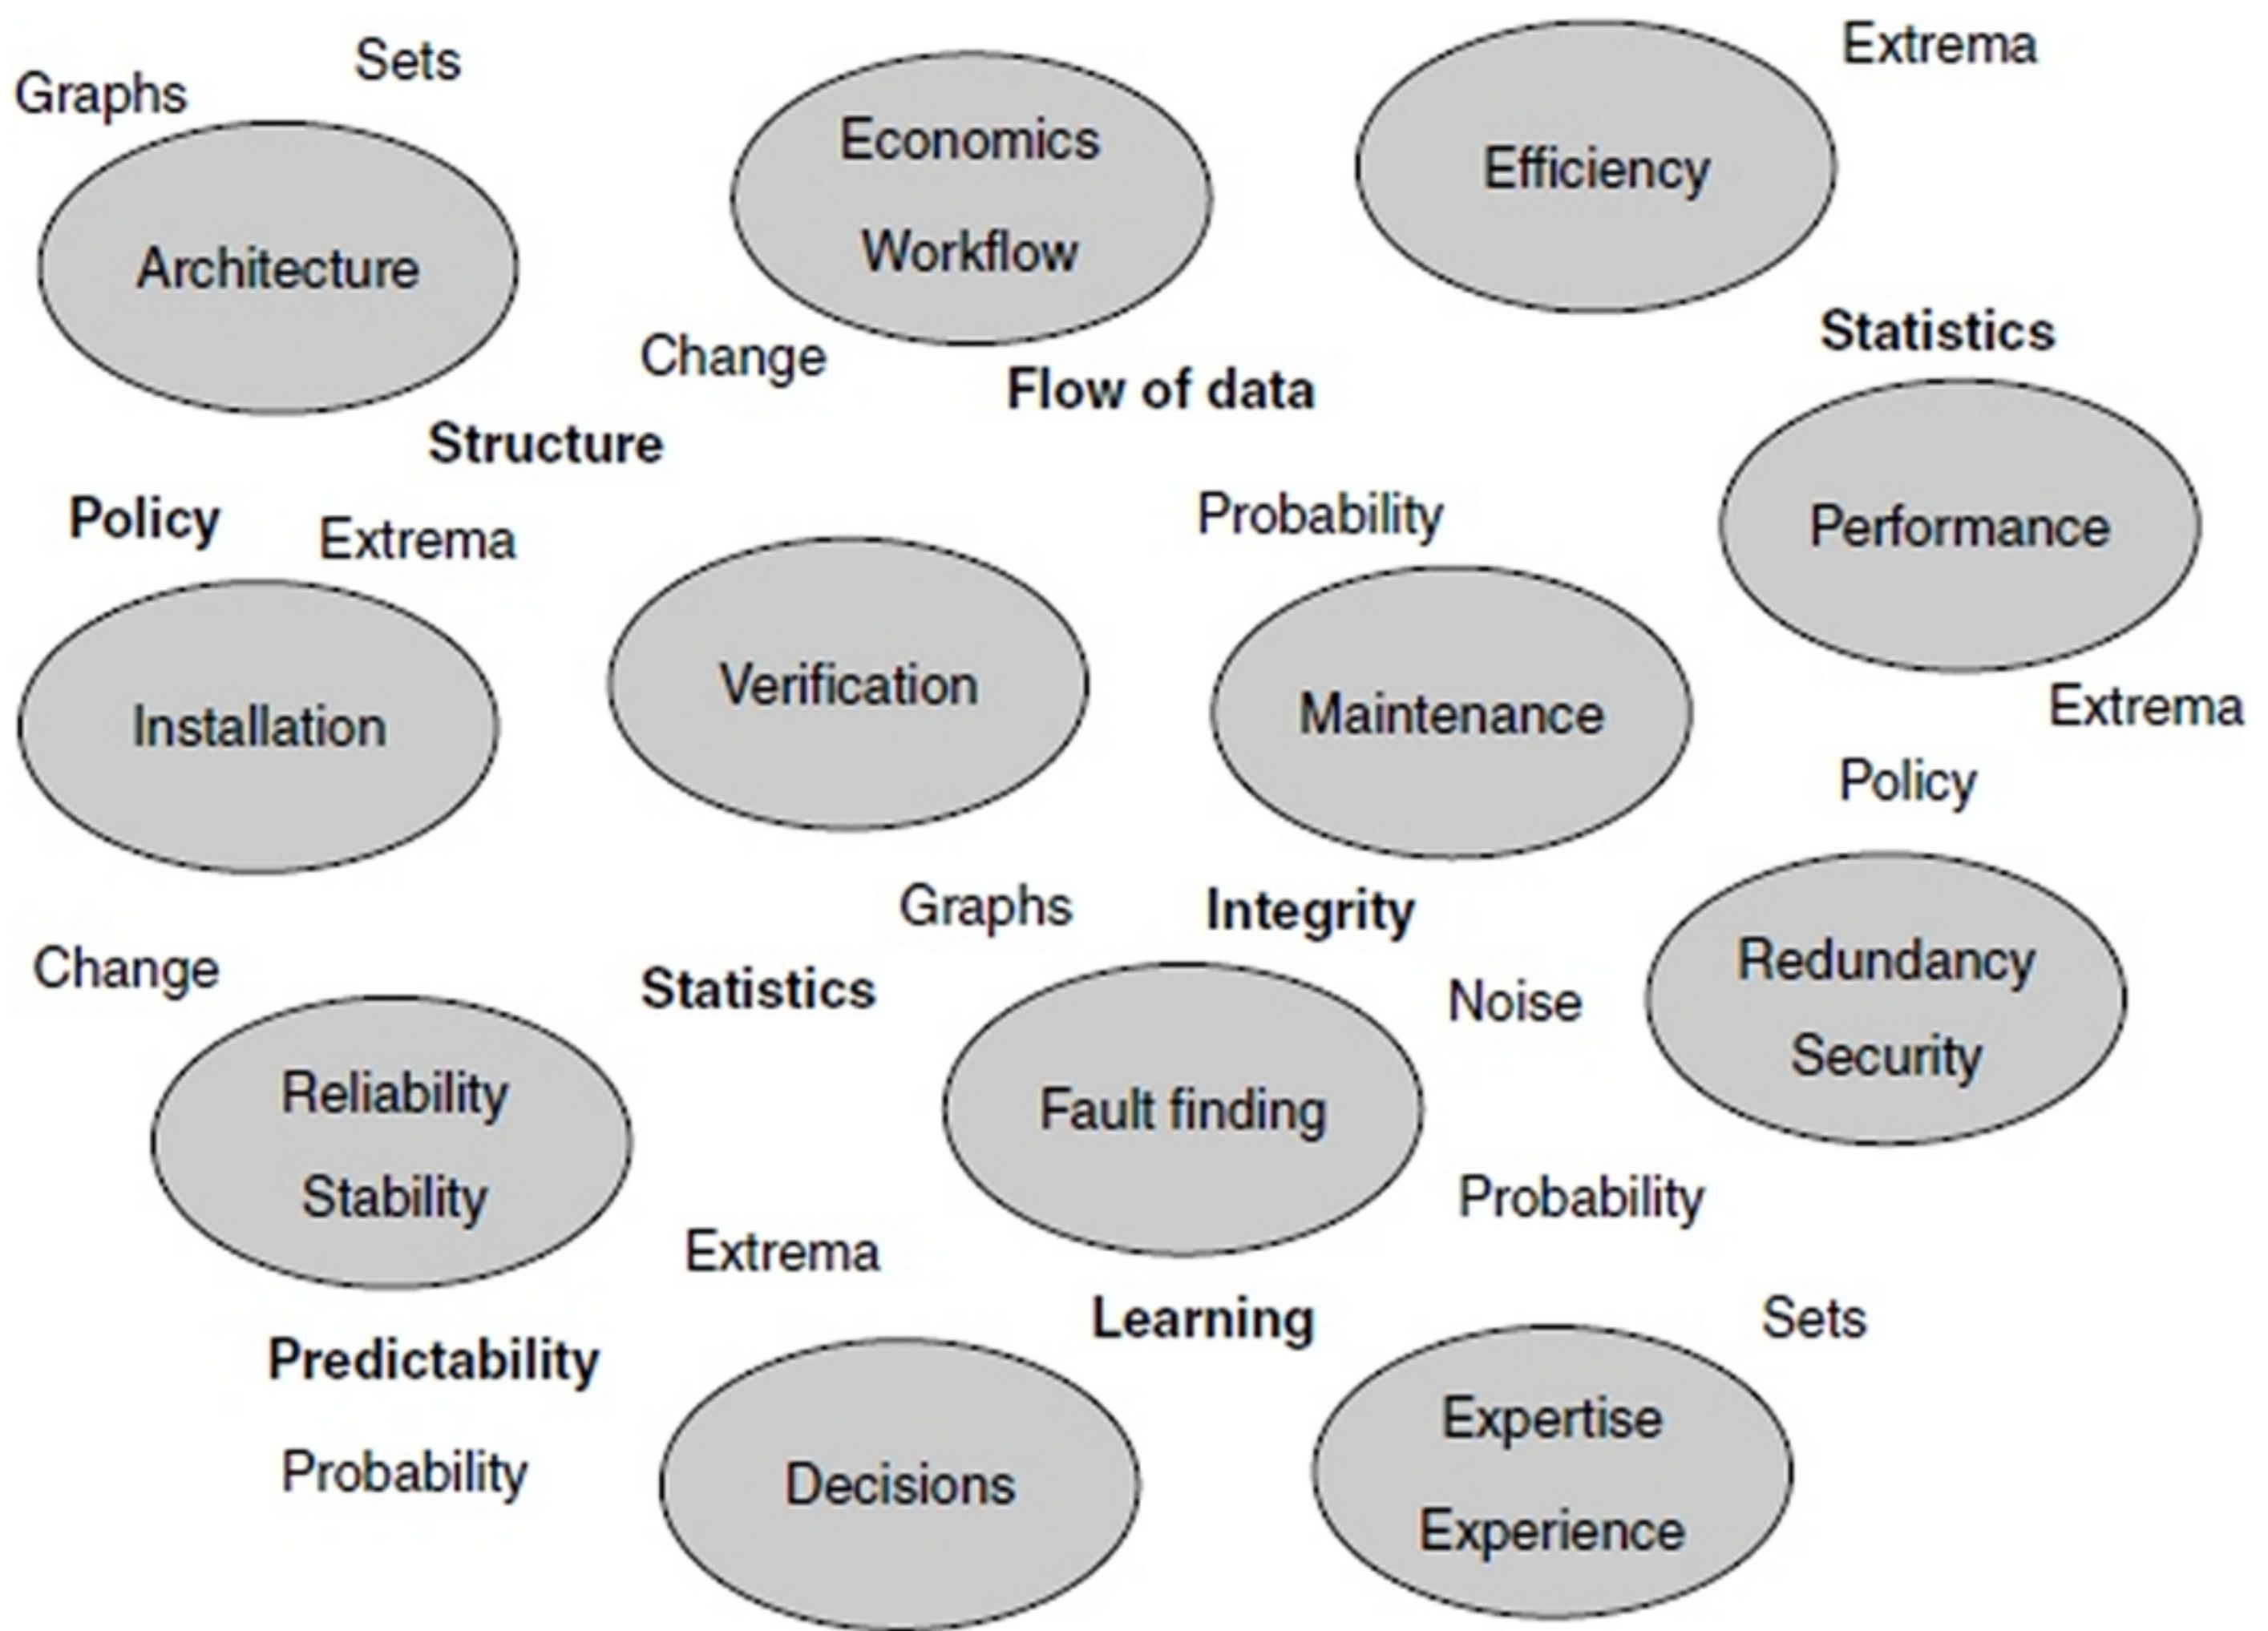 Graphs
Sets
Extrema
Economics
Workflow
Efficiency
Architecture
Change
Flow of data
Statistics
Structure
Policy
Extrema
Probability
Performance
Installation
Verification
Maintenance
Extrema
Policy
Graphs
Integrity
Change
Statistics
Noise
Redundancy
Security
Reliability
Stability
Fault finding
Probability
Extrema
Learning
Sets
Predictability
Probability
Decisions
Expertise
Experience